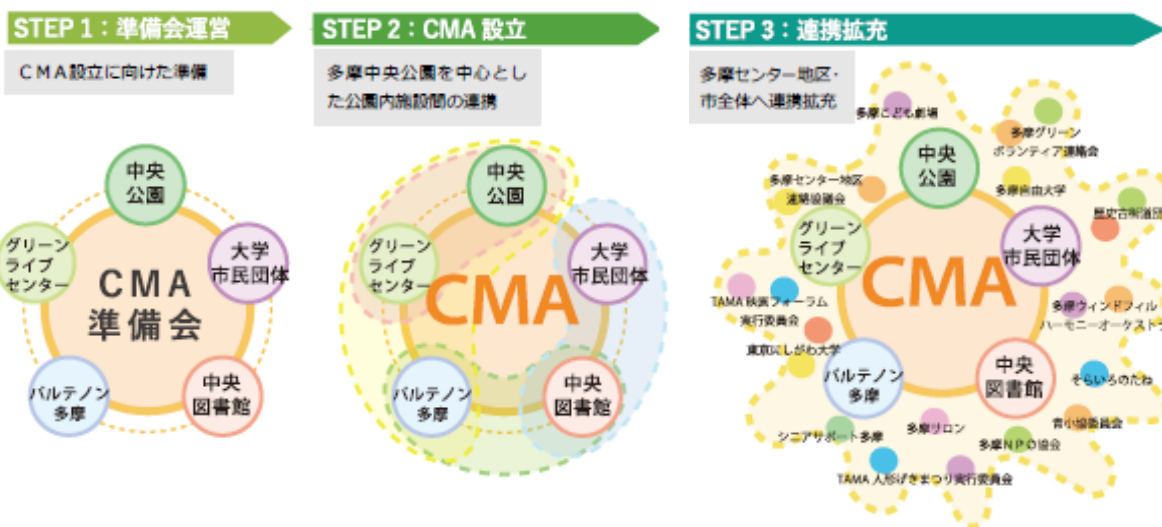 STEP 1：準備会運営
CMA設立に向けた準備
中央
公園
グリーン
ライブ
センター
大学
市民団体
CMA
準備会
パルテノン
多摩
中央
図書館
STEP 2：CMA 設立
多摩中央公園を中心とし
た公園内施設間の連携
中央
公園
グリーン
ライブ
センター
大学
市民団体
CMA
パルテノン
多摩
中央
図書館
STEP 3：連携拡充
多摩センター地区・
市全体へ連携拡充
多摩こども劇場
多摩グリーン
ボランティア連絡会
中央
公園
多摩センター地区
連絡協議会
多摩自由大学
歴史古街道団
グリーン
ライブ
センター
大学
市民団体
CMA
TAMA 映画フォーラム
実行委員会
多摩ウィンドフィル
ハーモニーオーケストラ
東京にしがわ大学
パルテノン
多摩
中央
図書館
そらいろのたね
青少協委員会
シニアサポート多摩
多摩サロン
多摩NPO協会
TAMA 人形げきまつり実行委員会